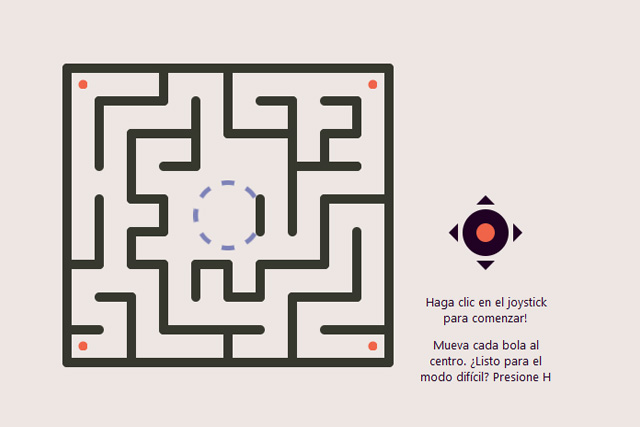 Haga clic en el joystick
para comenzar!
Mueva cada bola al
centro. ¿Listo para el
modo difícil? Presione H